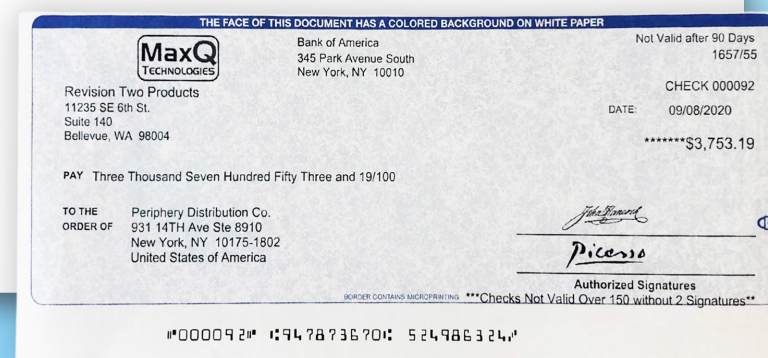 THE FACE OF THIS DOCUMENT HAS A COLORED BACKGROUND ON WHITE PAPER
MaxQ
TECHNOLOGIES
Bank of America
345 Park Avenue South
New York, NY 10010
Not Valid after 90 Days
1657/55
CHECK 000092
DATE: 09/08/2020
*******$3,753.19
Revision Two Products
11235 SE 6th St.
Suite 140
Bellevue, WA 98004
PAY Three Thousand Seven Hundred Fifty Three and 19/100
TO THE
ORDER OF
Periphery Distribution Co.
931 14TH Ave Ste 8910
New York, NY 10175-1802
United States of America
John Hancock
Picasso
Authorized Signatures
BORDER CONTAINS MICROPRINTING
***Checks Not Valid Over 150 without 2 Signatures**
⑈000092⑈ ⑆947873670⑆ 524986324⑈